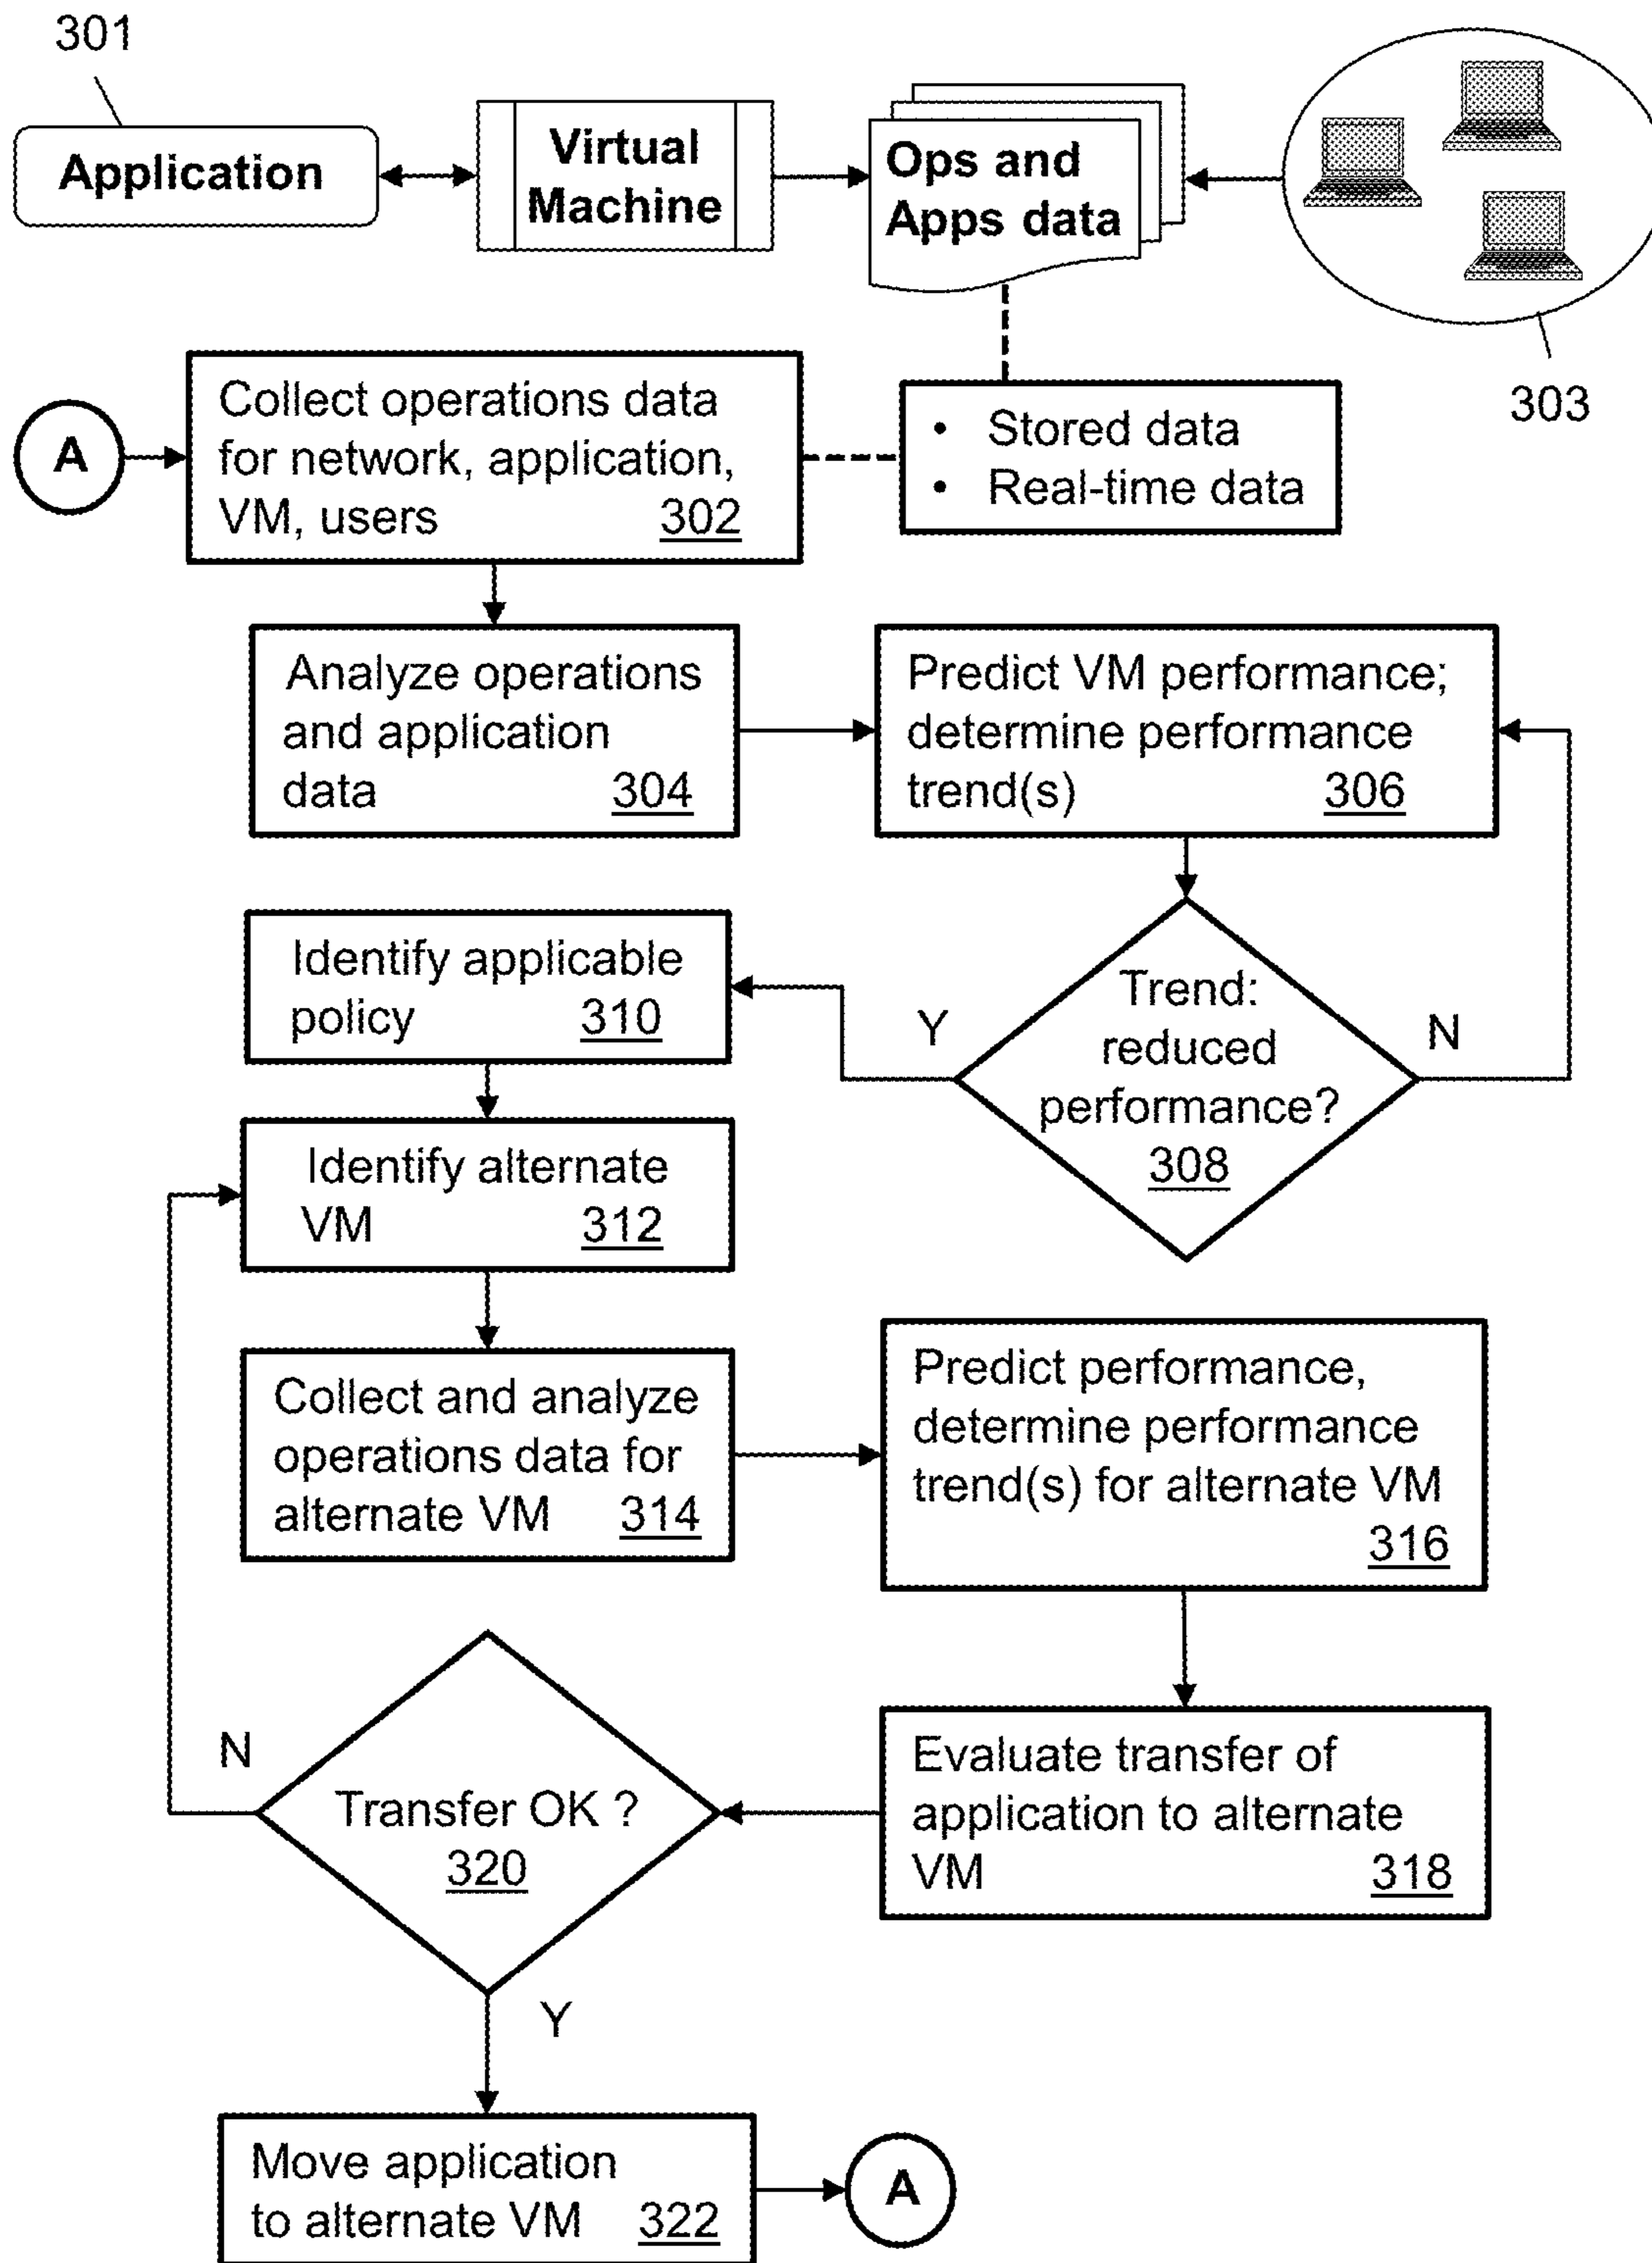 301
Application
Virtual
Machine
Ops and
Apps data
303
A
Collect operations data
for network, application,
VM, users 302
• Stored data
• Real-time data
Analyze operations
and application
data 304
Predict VM performance;
determine performance
trend(s) 306
Trend:
reduced
performance?
308
Y
N
Identify applicable
policy 310
Identify alternate
VM 312
Collect and analyze
operations data for
alternate VM 314
Predict performance,
determine performance
trend(s) for alternate VM
316
Evaluate transfer of
application to alternate
VM 318
Transfer OK ?
320
N
Y
Move application
to alternate VM 322
A